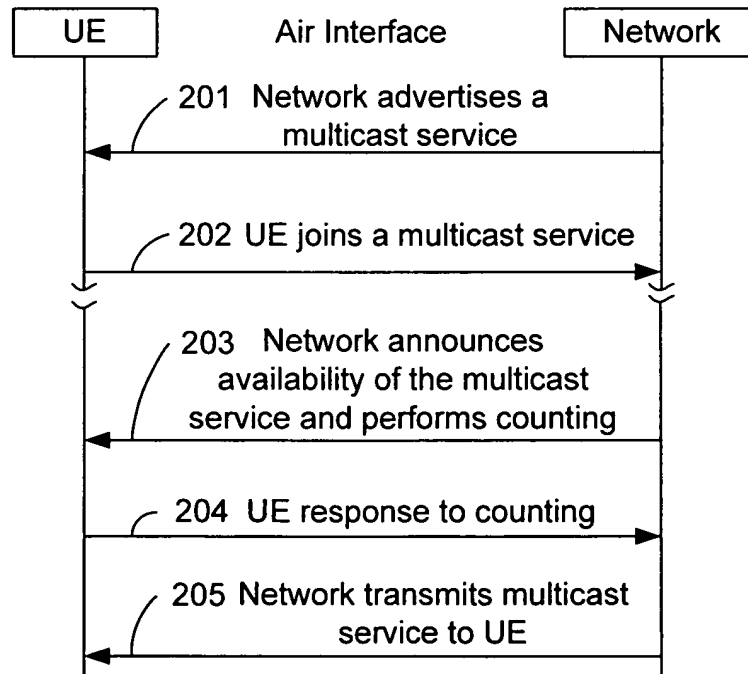 UE Air Interface Network
201 Network advertises a
multicast service
202 UE joins a multicast service
203 Network announces
availability of the multicast
service and performs counting
204 UE response to counting
205 Network transmits multicast
service to UE